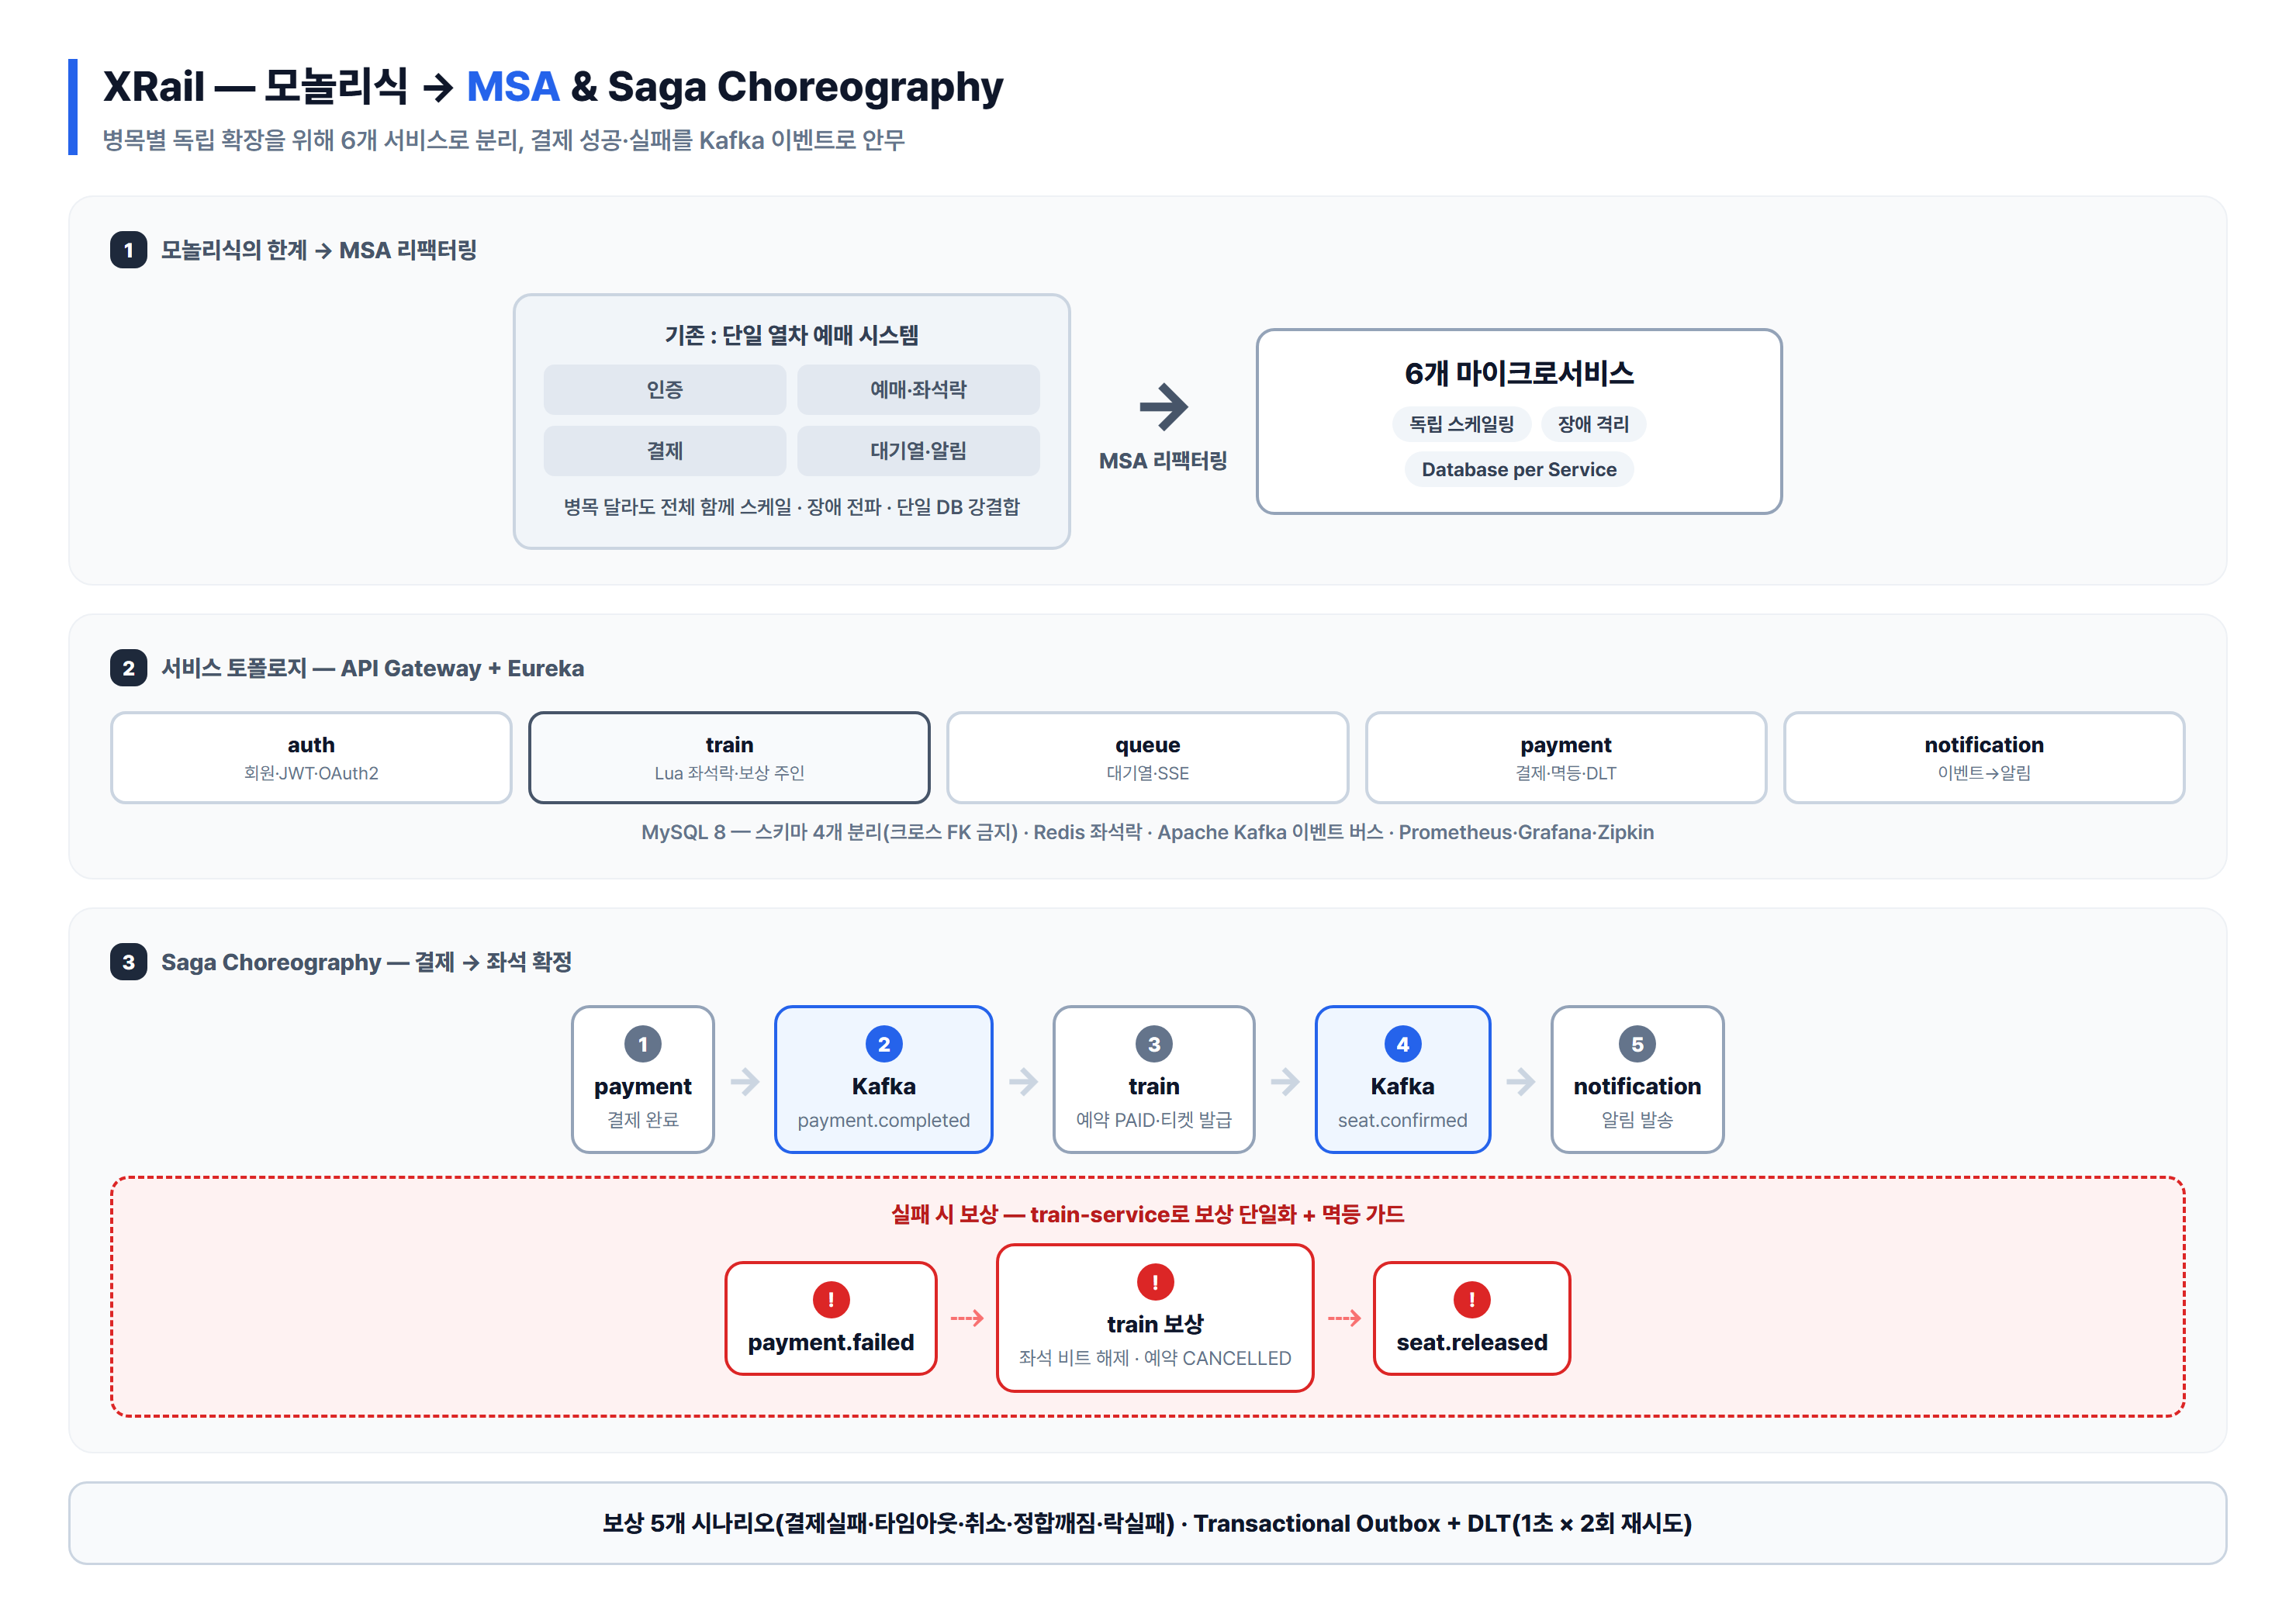 XRail — 모놀리식 → MSA & Saga Choreography
병목별 독립 확장을 위해 6개 서비스로 분리, 결제 성공·실패를 Kafka 이벤트로 안무
1 모놀리식의 한계 → MSA 리팩터링
기존 : 단일 열차 예매 시스템
인증 예매·좌석락
결제 대기열·알림
병목 달라도 전체 함께 스케일 · 장애 전파 · 단일 DB 강결합
→
MSA 리팩터링
6개 마이크로서비스
독립 스케일링 장애 격리
Database per Service
2 서비스 토폴로지 — API Gateway + Eureka
auth
회원·JWT·OAuth2
train
Lua 좌석락·보상 주인
queue
대기열·SSE
payment
결제·멱등·DLT
notification
이벤트→알림
MySQL 8 — 스키마 4개 분리(크로스 FK 금지) · Redis 좌석락 · Apache Kafka 이벤트 버스 · Prometheus·Grafana·Zipkin
3 Saga Choreography — 결제 → 좌석 확정
1
payment
결제 완료
→
2
Kafka
payment.completed
→
3
train
예약 PAID·티켓 발급
→
4
Kafka
seat.confirmed
→
5
notification
알림 발송
실패 시 보상 — train-service로 보상 단일화 + 멱등 가드
!
payment.failed
⇢
!
train 보상
좌석 비트 해제 · 예약 CANCELLED
⇢
!
seat.released
보상 5개 시나리오(결제실패·타임아웃·취소·정합깨짐·락실패) · Transactional Outbox + DLT(1초 × 2회 재시도)